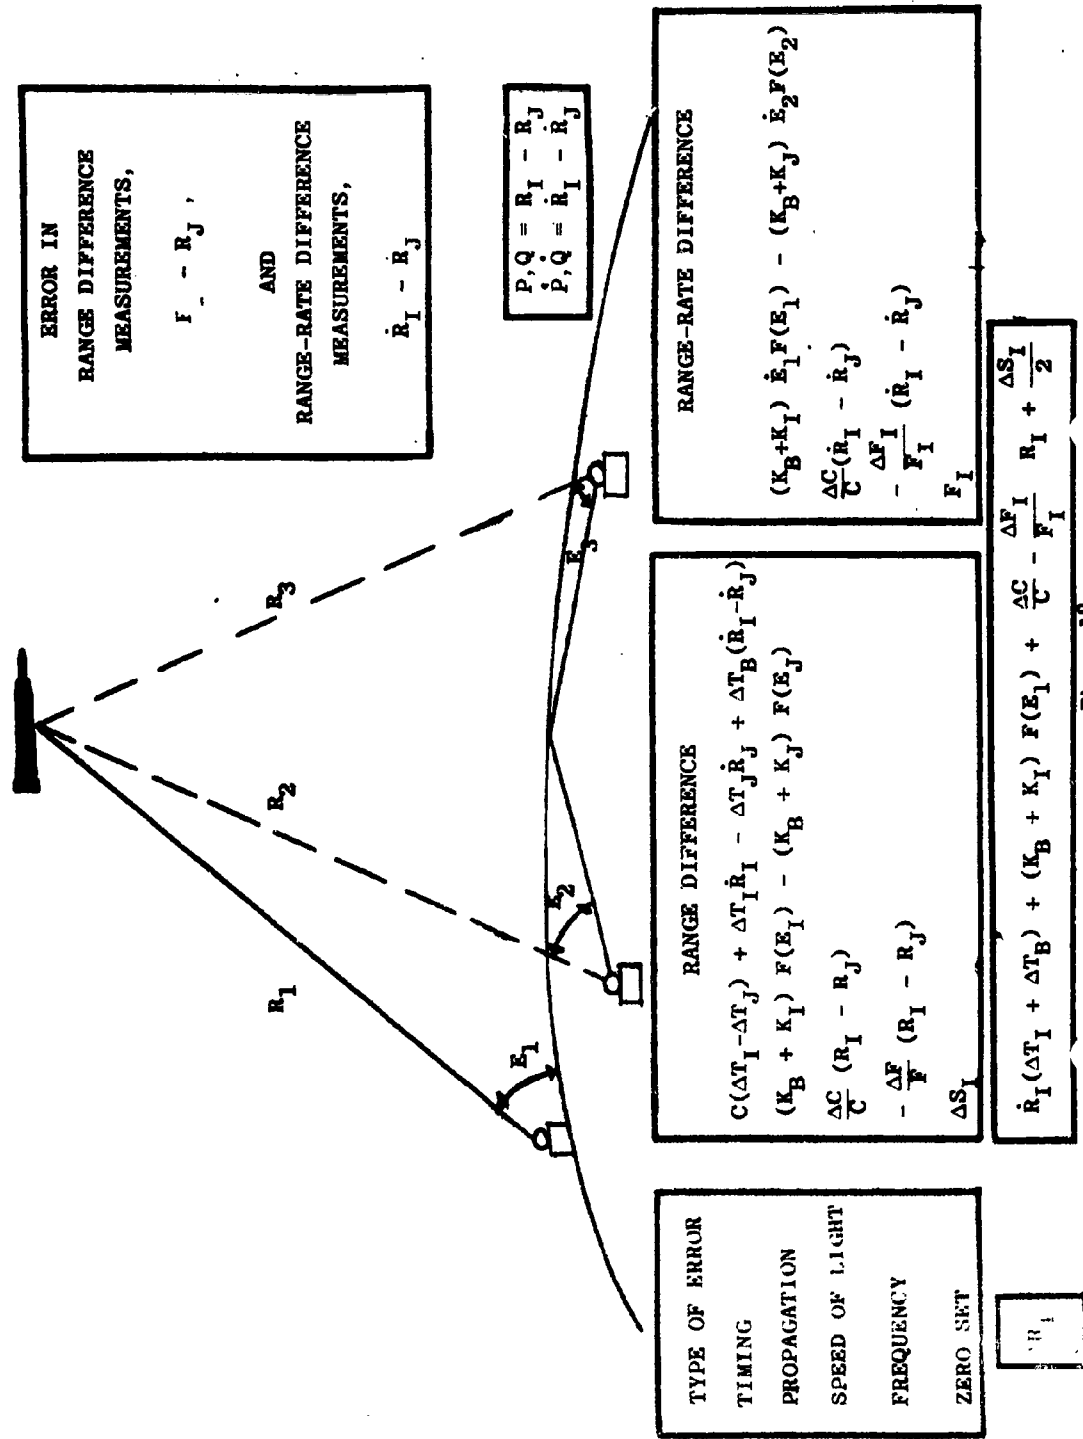 ERROR IN
RANGE DIFFERENCE
MEASUREMENTS,
F_ - R_J ,
AND
RANGE-RATE DIFFERENCE
MEASUREMENTS,
Ṙ_I - Ṙ_J
P,Q = R_I - R_J
Ṗ,Q̇ = Ṙ_I - Ṙ_J
R_1
R_2
R_3
E_1
E_2
E_3
TYPE OF ERROR
TIMING
PROPAGATION
SPEED OF LIGHT
FREQUENCY
ZERO SET
RANGE DIFFERENCE
C(ΔT_I-ΔT_J) + ΔT_IṘ_I - ΔT_JṘ_J + ΔT_B(Ṙ_I-Ṙ_J)
(K_B + K_I) F(E_I) - (K_B + K_J) F(E_J)
ΔC/C (R_I - R_J)
- ΔF/F (R_I - R_J)
ΔS_I
RANGE-RATE DIFFERENCE
(K_B+K_I) Ė_1F(E_1) - (K_B+K_J) Ė_2F(E_2)
ΔC/C(Ṙ_I - Ṙ_J)
- ΔF_I/F_I (Ṙ_I - Ṙ_J)
F_I
Ṙ_I(ΔT_I + ΔT_B) + (K_B + K_I) F(E_1) + ΔC/C - ΔF_I/F_I R_I + ΔS_I/2